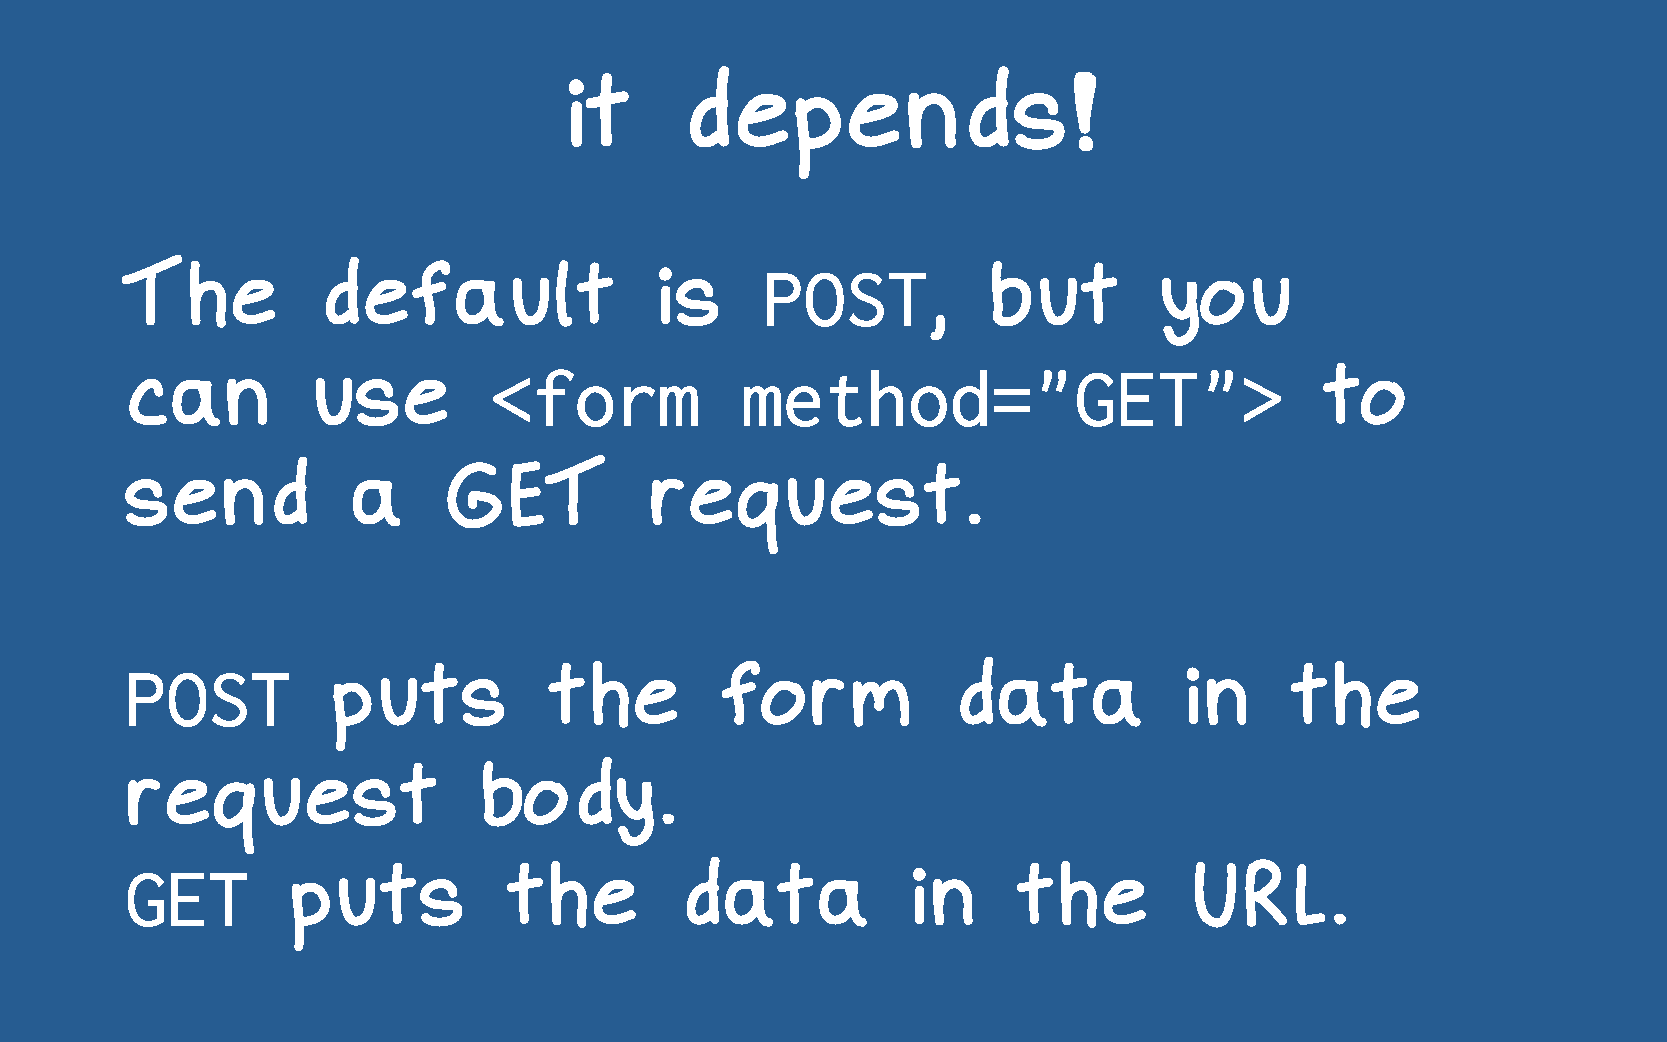 it depends!
The default is POST, but you
can use <form method="GET"> to
send a GET request.
POST puts the form data in the
request body.
GET puts the data in the URL.